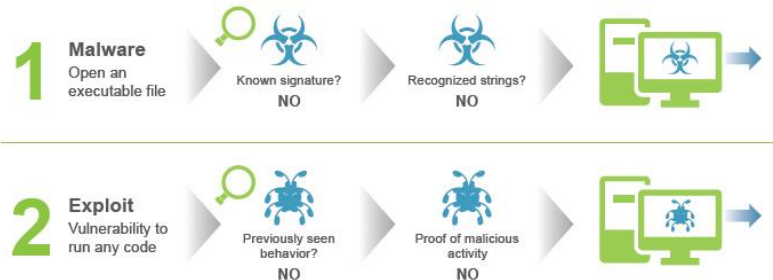 1
Malware
Open an
executable file
Known signature?
NO
Recognized strings?
NO
2
Exploit
Vulnerability to
run any code
Previously seen
behavior?
NO
Proof of malicious
activity
NO